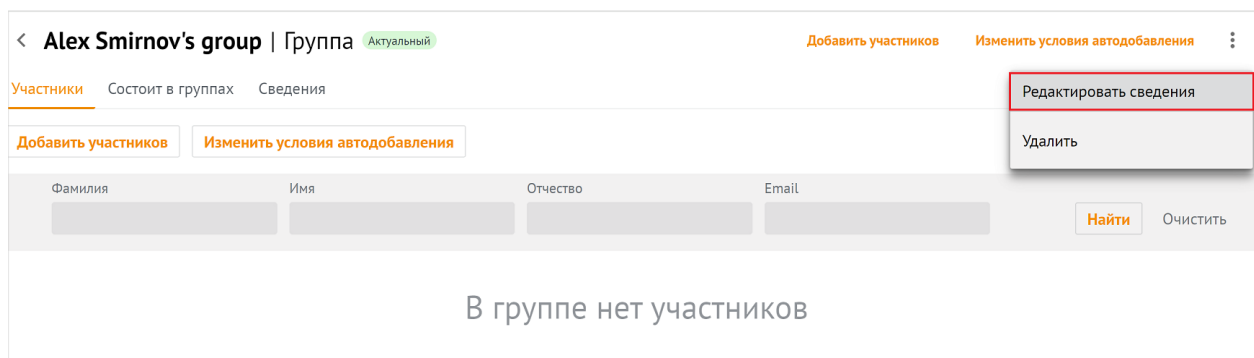 Alex Smirnov's group | Группа Актуальный Добавить участников Изменить условия автодобавления
Участники Состоит в группах Сведения
Редактировать сведения
Добавить участников Изменить условия автодобавления
Удалить
Фамилия Имя Отчество Email
Найти Очистить
В группе нет участников